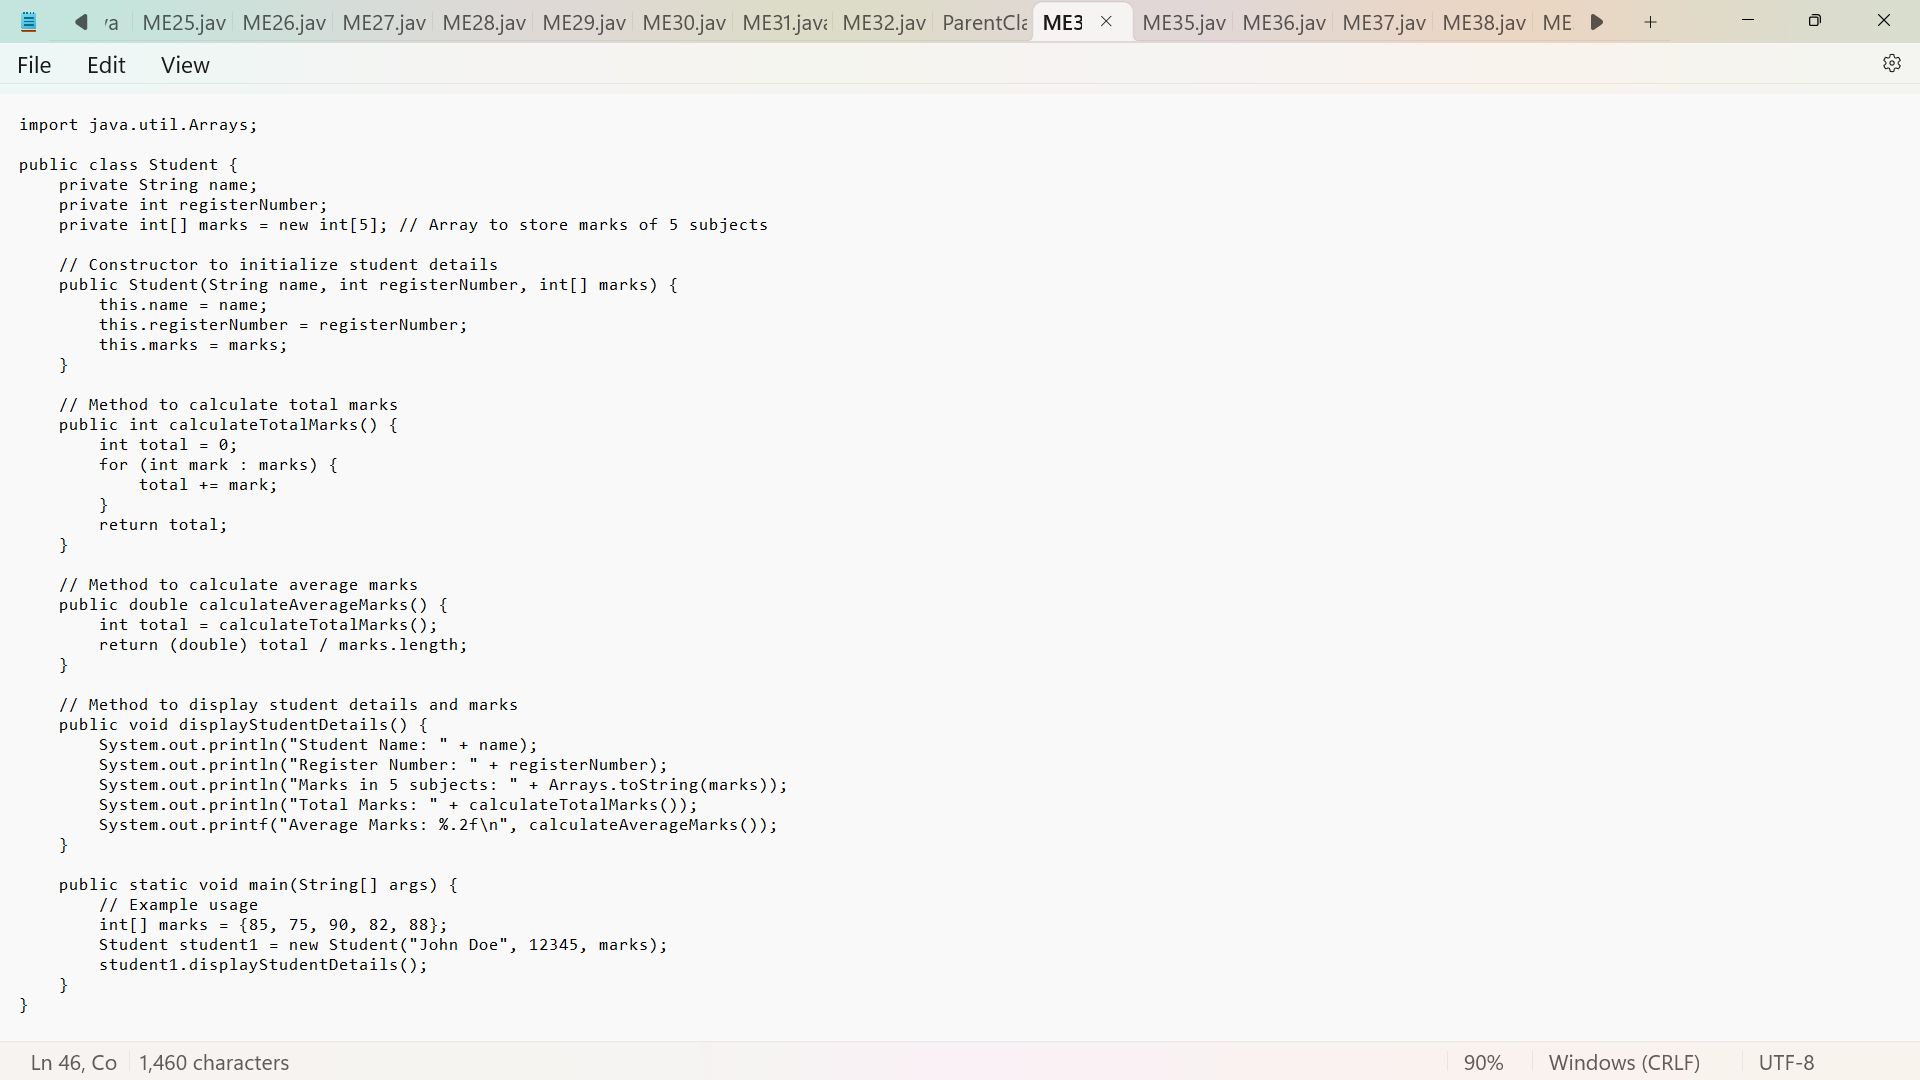 va ME25.jav ME26.jav ME27.jav ME28.jav ME29.jav ME30.jav ME31.java ME32.jav ParentCla ME3 ME35.jav ME36.jav ME37.jav ME38.jav ME
File Edit View
import java.util.Arrays;

public class Student {
    private String name;
    private int registerNumber;
    private int[] marks = new int[5]; // Array to store marks of 5 subjects

    // Constructor to initialize student details
    public Student(String name, int registerNumber, int[] marks) {
        this.name = name;
        this.registerNumber = registerNumber;
        this.marks = marks;
    }

    // Method to calculate total marks
    public int calculateTotalMarks() {
        int total = 0;
        for (int mark : marks) {
            total += mark;
        }
        return total;
    }

    // Method to calculate average marks
    public double calculateAverageMarks() {
        int total = calculateTotalMarks();
        return (double) total / marks.length;
    }

    // Method to display student details and marks
    public void displayStudentDetails() {
        System.out.println("Student Name: " + name);
        System.out.println("Register Number: " + registerNumber);
        System.out.println("Marks in 5 subjects: " + Arrays.toString(marks));
        System.out.println("Total Marks: " + calculateTotalMarks());
        System.out.printf("Average Marks: %.2f\n", calculateAverageMarks());
    }

    public static void main(String[] args) {
        // Example usage
        int[] marks = {85, 75, 90, 82, 88};
        Student student1 = new Student("John Doe", 12345, marks);
        student1.displayStudentDetails();
    }
}
Ln 46, Co 1,460 characters 90% Windows (CRLF) UTF-8